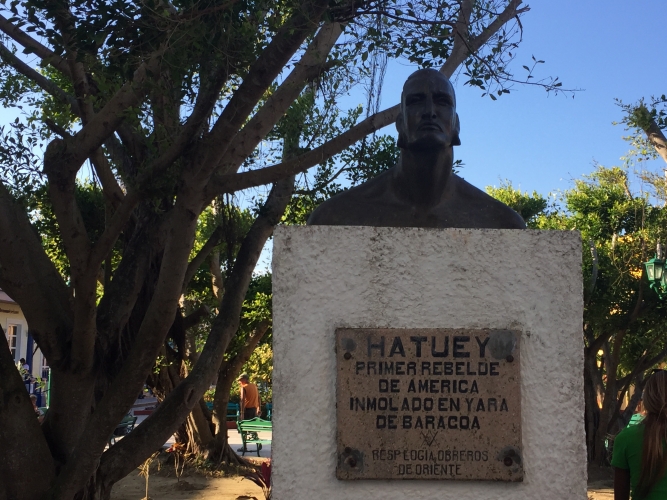 HATUEY
PRIMER REBELDE
DE AMERICA
INMOLADO EN YARA
DE BARACOA
RESP LOGIA, OBREROS
DE ORIENTE